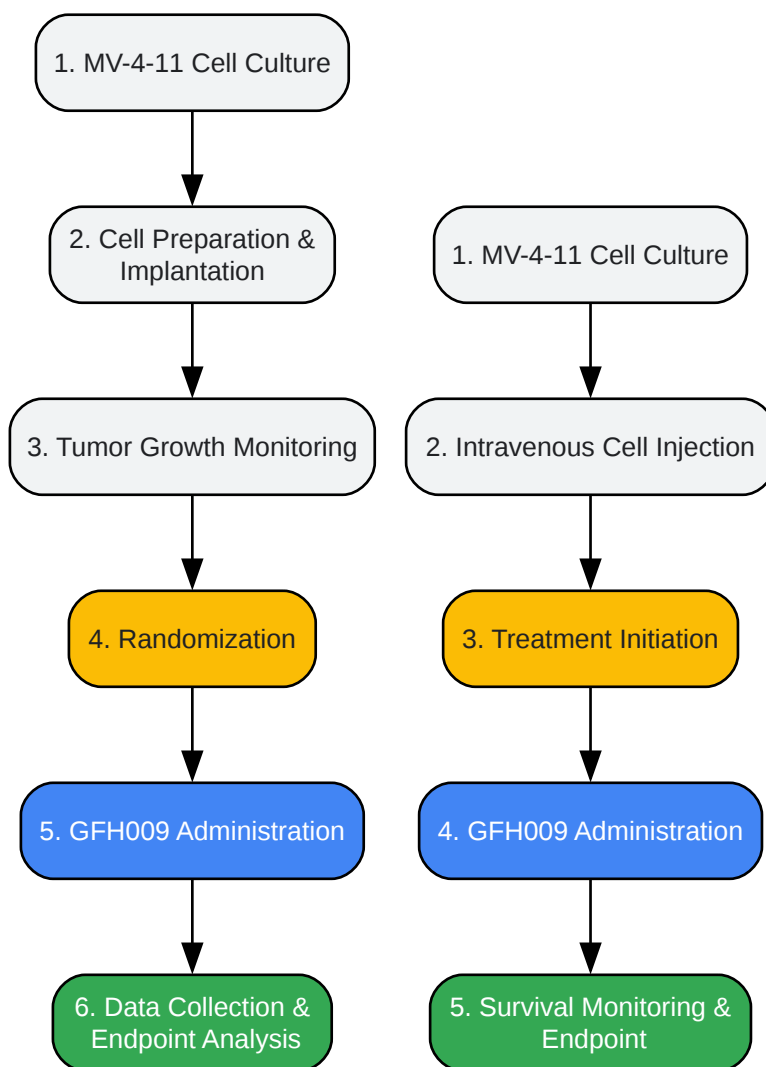 1. MV-4-11 Cell Culture
2. Cell Preparation &
Implantation
3. Tumor Growth Monitoring
4. Randomization
5. GFH009 Administration
6. Data Collection &
Endpoint Analysis
1. MV-4-11 Cell Culture
2. Intravenous Cell Injection
3. Treatment Initiation
4. GFH009 Administration
5. Survival Monitoring &
Endpoint